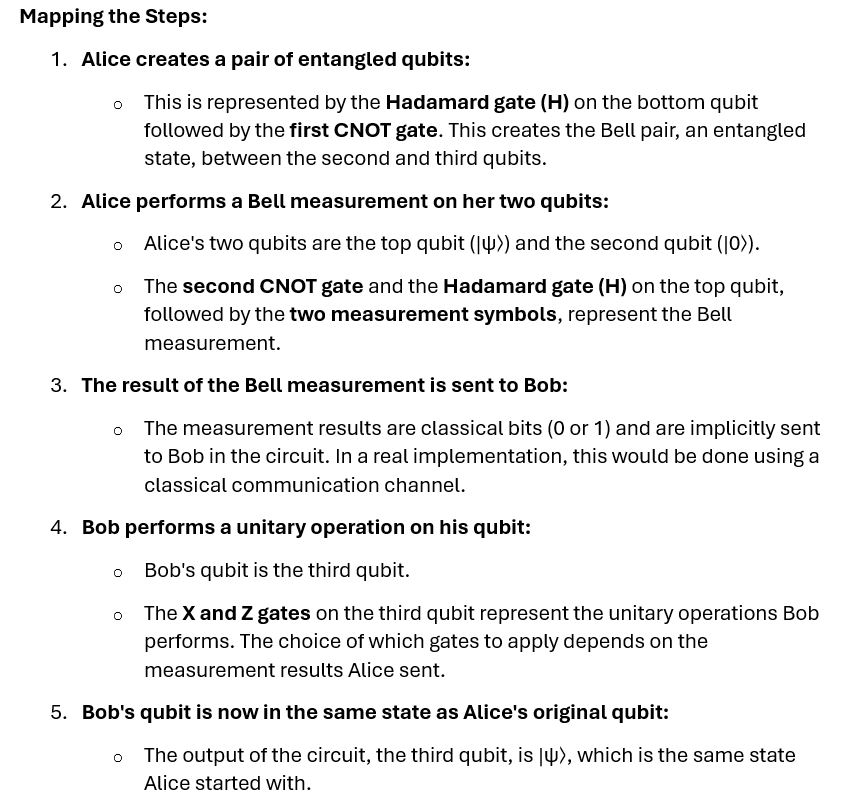 Mapping the Steps:
1. Alice creates a pair of entangled qubits:
○ This is represented by the Hadamard gate (H) on the bottom qubit
followed by the first CNOT gate. This creates the Bell pair, an entangled
state, between the second and third qubits.
2. Alice performs a Bell measurement on her two qubits:
○ Alice's two qubits are the top qubit (|ψ⟩) and the second qubit (|0⟩).
○ The second CNOT gate and the Hadamard gate (H) on the top qubit,
followed by the two measurement symbols, represent the Bell
measurement.
3. The result of the Bell measurement is sent to Bob:
○ The measurement results are classical bits (0 or 1) and are implicitly sent
to Bob in the circuit. In a real implementation, this would be done using a
classical communication channel.
4. Bob performs a unitary operation on his qubit:
○ Bob's qubit is the third qubit.
○ The X and Z gates on the third qubit represent the unitary operations Bob
performs. The choice of which gates to apply depends on the
measurement results Alice sent.
5. Bob's qubit is now in the same state as Alice's original qubit:
○ The output of the circuit, the third qubit, is |ψ⟩, which is the same state
Alice started with.